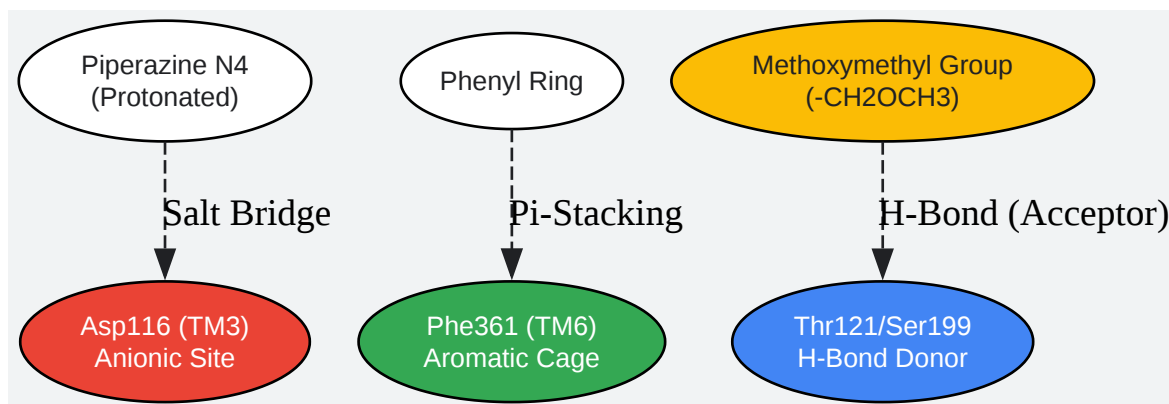 Piperazine N4
(Protonated)
Phenyl Ring
Methoxymethyl Group
(-CH2OCH3)
Salt Bridge
Pi-Stacking
H-Bond (Acceptor)
Asp116 (TM3)
Anionic Site
Phe361 (TM6)
Aromatic Cage
Thr121/Ser199
H-Bond Donor